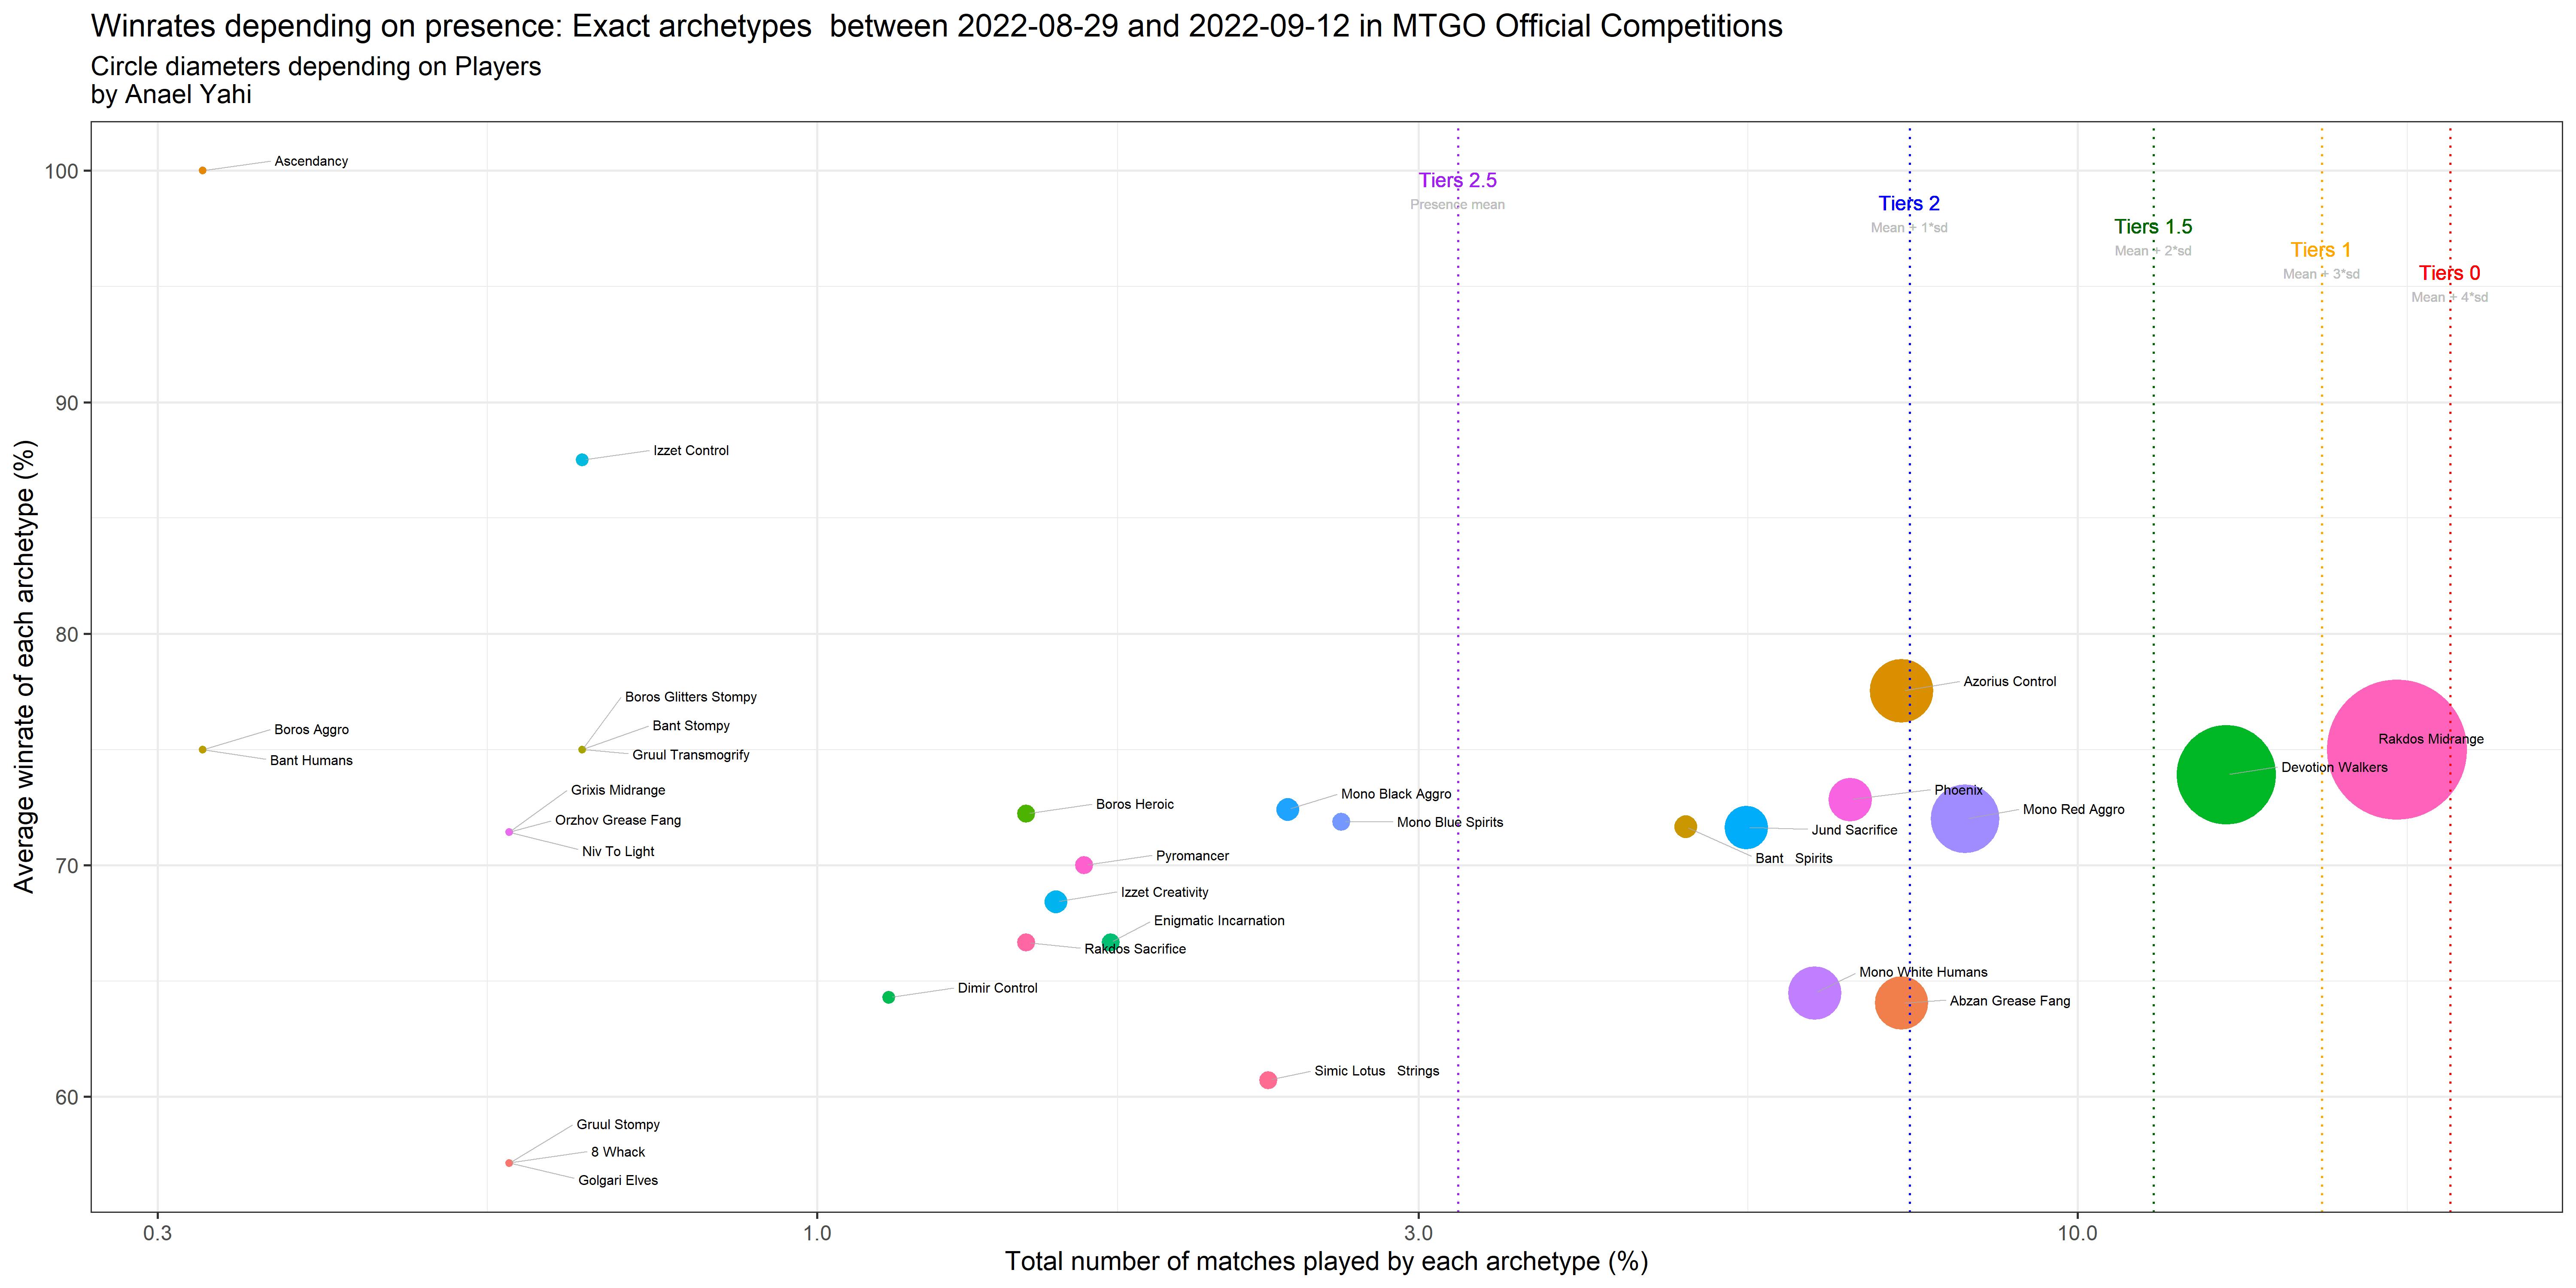 Winrates depending on presence: Exact archetypes  between 2022-08-29 and 2022-09-12 in MTGO Official Competitions
Circle diameters depending on Players
by Anael Yahi
Average winrate of each archetype (%)
100
90
80
70
60
Ascendancy
Tiers 2.5
Presence mean
Tiers 2
Mean + 1*sd
Tiers 1.5
Mean + 2*sd
Tiers 1
Mean + 3*sd
Tiers 0
Mean + 4*sd
Izzet Control
Azorius Control
Boros Glitters Stompy
Bant Stompy
Gruul Transmogrify
Boros Aggro
Bant Humans
Rakdos Midrange
Devotion Walkers
Grixis Midrange
Orzhov Grease Fang
Niv To Light
Boros Heroic
Mono Black Aggro
Mono Blue Spirits
Phoenix
Mono Red Aggro
Jund Sacrifice
Bant   Spirits
Pyromancer
Izzet Creativity
Enigmatic Incarnation
Rakdos Sacrifice
Dimir Control
Mono White Humans
Abzan Grease Fang
Simic Lotus   Strings
Gruul Stompy
8 Whack
Golgari Elves
0.3
1.0
3.0
10.0
Total number of matches played by each archetype (%)